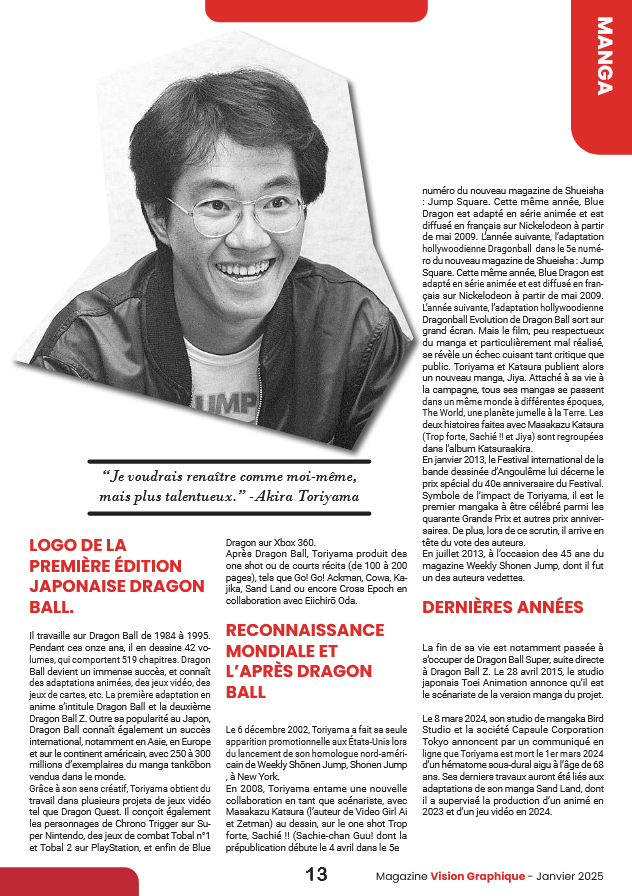 MANGA
“Je voudrais renaître comme moi-même,
mais plus talentueux.” -Akira Toriyama
LOGO DE LA
PREMIÈRE ÉDITION
JAPONAISE DRAGON
BALL.
Il travaille sur Dragon Ball de 1984 à 1995.
Pendant ces onze ans, il en dessine 42 vo-
lumes, qui comportent 519 chapitres. Dragon
Ball devient un immense succès, et connaît
des adaptations animées, des jeux vidéo, des
jeux de cartes, etc. La première adaptation en
anime s’intitule Dragon Ball et la deuxième
Dragon Ball Z. Outre sa popularité au Japon,
Dragon Ball connaît également un succès
international, notamment en Asie, en Europe
et sur le continent américain, avec 250 à 300
millions d’exemplaires du manga tankōbon
vendus dans le monde.
Grâce à son sens créatif, Toriyama obtient du
travail dans plusieurs projets de jeux vidéo
tel que Dragon Quest. Il conçoit également
les personnages de Chrono Trigger sur Su-
per Nintendo, des jeux de combat Tobal n°1
et Tobal 2 sur PlayStation, et enfin de Blue
Dragon sur Xbox 360.
Après Dragon Ball, Toriyama produit des
one shot ou de courts récits (de 100 à 200
pages), tels que Go! Go! Ackman, Cowa, Ka-
jika, Sand Land ou encore Cross Epoch en
collaboration avec Eiichirō Oda.
RECONNAISSANCE
MONDIALE ET
L’APRÈS DRAGON
BALL
Le 6 décembre 2002, Toriyama a fait sa seule
apparition promotionnelle aux États-Unis lors
du lancement de son homologue nord-améri-
cain de Weekly Shōnen Jump, Shonen Jump
, à New York.
En 2008, Toriyama entame une nouvelle
collaboration en tant que scénariste, avec
Masakazu Katsura (l’auteur de Video Girl Ai
et Zetman) au dessin, sur le one shot Trop
forte, Sachié !! (Sachie-chan Guu! dont la
prépublication débute le 4 avril dans le 5e
numéro du nouveau magazine de Shueisha
: Jump Square. Cette même année, Blue
Dragon est adapté en série animée et est
diffusé en français sur Nickelodeon à partir
de mai 2009. L’année suivante, l’adaptation
hollywoodienne Dragonball dans le 5e numé-
ro du nouveau magazine de Shueisha : Jump
Square. Cette même année, Blue Dragon est
adapté en série animée et est diffusé en fran-
çais sur Nickelodeon à partir de mai 2009.
L’année suivante, l’adaptation hollywoodienne
Dragonball Evolution de Dragon Ball sort sur
grand écran. Mais le film, peu respectueux
du manga et particulièrement mal réalisé,
se révèle un échec cuisant tant critique que
public. Toriyama et Katsura publient alors
un nouveau manga, Jiya. Attaché à sa vie à
la campagne, tous ses mangas se passent
dans un même monde à différentes époques,
The World, une planète jumelle à la Terre. Les
deux histoires faites avec Masakazu Katsura
(Trop forte, Sachié !! et Jiya) sont regroupées
dans l’album Katsuraakira.
En janvier 2013, le Festival international de la
bande dessinée d’Angoulême lui décerne le
prix spécial du 40e anniversaire du Festival.
Symbole de l’impact de Toriyama, il est le
premier mangaka à être célébré parmi les
quarante Grands Prix et autres prix anniver-
saires. De plus, lors de ce scrutin, il arrive en
tête du vote des auteurs.
En juillet 2013, à l’occasion des 45 ans du
magazine Weekly Shonen Jump, dont il fut
un des auteurs vedettes.
DERNIÈRES ANNÉES
La fin de sa vie est notamment passée à
s’occuper de Dragon Ball Super, suite directe
à Dragon Ball Z. Le 28 avril 2015, le studio
japonais Toei Animation annonce qu’il est
le scénariste de la version manga du projet.
Le 8 mars 2024, son studio de mangaka Bird
Studio et la société Capsule Corporation
Tokyo annoncent par un communiqué en
ligne que Toriyama est mort le 1er mars 2024
d’un hématome sous-dural aigu à l’âge de 68
ans. Ses derniers travaux auront été liés aux
adaptations de son manga Sand Land, dont
il a supervisé la production d’un animé en
2023 et d’un jeu vidéo en 2024.
13
Magazine Vision Graphique - Janvier 2025